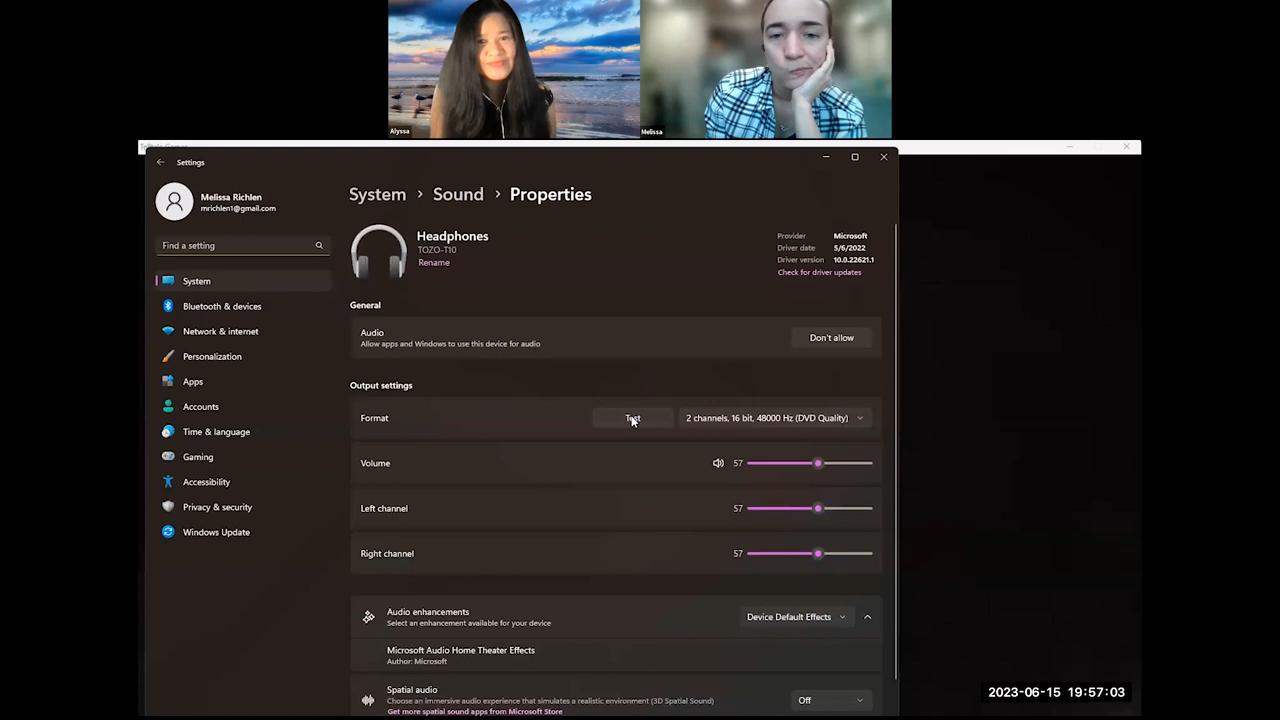 Alyssa
Melissa
Settings
Melissa Richlen
mrichlen1@gmail.com
Find a setting
System
Bluetooth & devices
Network & internet
Personalization
Apps
Accounts
Time & language
Gaming
Accessibility
Privacy & security
Windows Update
System > Sound > Properties
Headphones
TOZO-T10
Rename
Provider Microsoft
Driver date 5/6/2022
Driver version 10.0.22621.1
Check for driver updates
General
Audio
Allow apps and Windows to use this device for audio
Don't allow
Output settings
Format Test 2 channels, 16 bit, 48000 Hz (DVD Quality)
Volume 57
Left channel 57
Right channel 57
Audio enhancements
Select an enhancement available for your device
Device Default Effects
Microsoft Audio Home Theater Effects
Author: Microsoft
Spatial audio
Choose an immersive audio experience that simulates a realistic environment (3D Spatial Sound)
Get more spatial sound apps from Microsoft Store
Off
2023-06-15 19:57:03